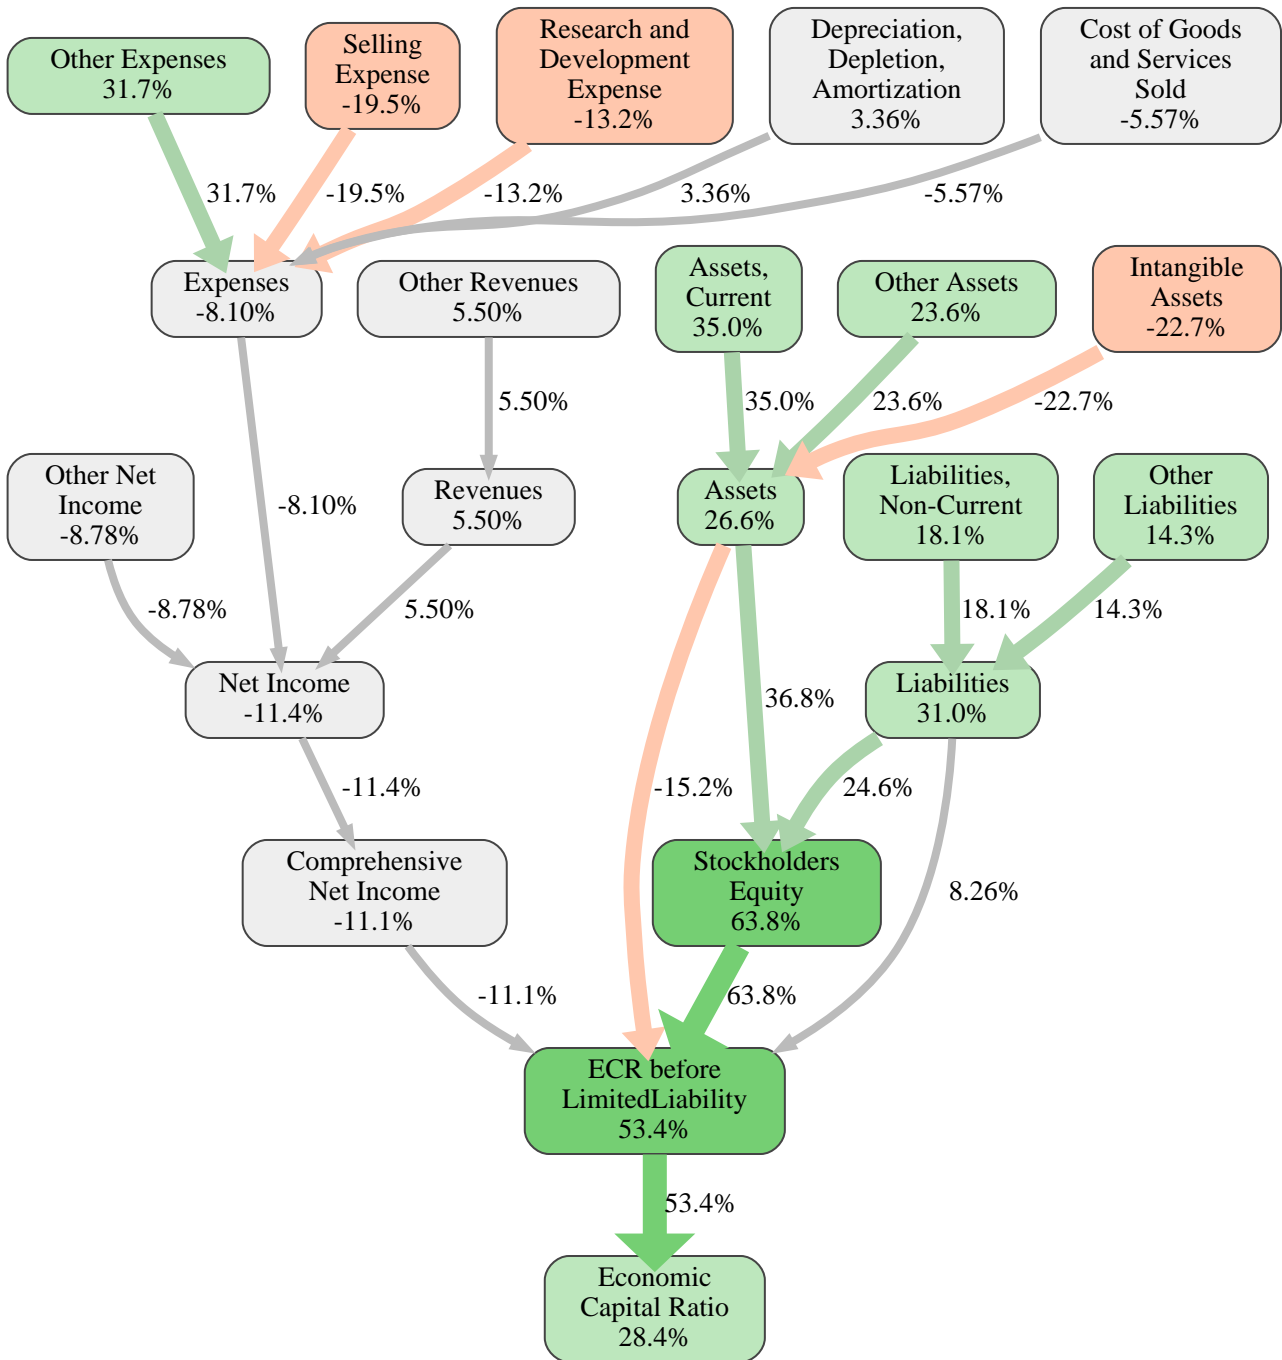 Other Expenses
31.7%
Selling
Expense
-19.5%
Research and
Development
Expense
-13.2%
Depreciation,
Depletion,
Amortization
3.36%
Cost of Goods
and Services
Sold
-5.57%
31.7%
-19.5%
-13.2%
3.36%
-5.57%
Expenses
-8.10%
Other Revenues
5.50%
Assets,
Current
35.0%
Other Assets
23.6%
Intangible
Assets
-22.7%
5.50%
35.0%
23.6%
-22.7%
Other Net
Income
-8.78%
-8.10%
Revenues
5.50%
Assets
26.6%
Liabilities,
Non-Current
18.1%
Other
Liabilities
14.3%
-8.78%
5.50%
18.1%
14.3%
Net Income
-11.4%
36.8%
Liabilities
31.0%
-11.4%
-15.2%
24.6%
Comprehensive
Net Income
-11.1%
Stockholders
Equity
63.8%
8.26%
-11.1%
63.8%
ECR before
LimitedLiability
53.4%
53.4%
Economic
Capital Ratio
28.4%